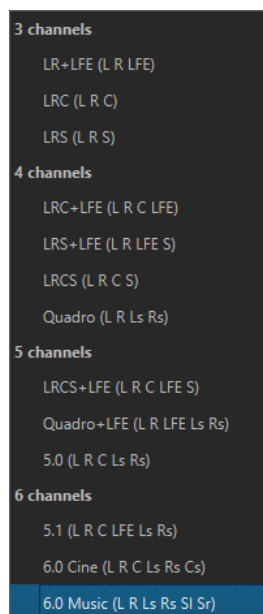 3 channels
LR+LFE (L R LFE)
LRC (L R C)
LRS (L R S)
4 channels
LRC+LFE (L R C LFE)
LRS+LFE (L R LFE S)
LRCS (L R C S)
Quadro (L R Ls Rs)
5 channels
LRCS+LFE (L R C LFE S)
Quadro+LFE (L R LFE Ls Rs)
5.0 (L R C Ls Rs)
6 channels
5.1 (L R C LFE Ls Rs)
6.0 Cine (L R C Ls Rs Cs)
6.0 Music (L R Ls Rs Sl Sr)